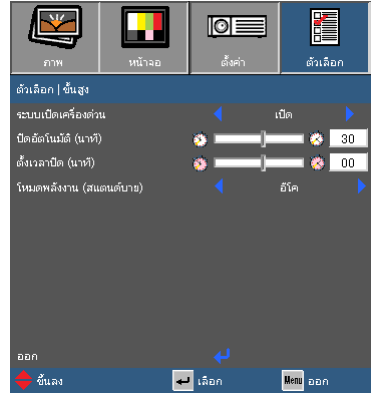 ภาพ
หน้าจอ
ตั้งค่า
ตัวเลือก
ตัวเลือก | ขั้นสูง
ระบบเปิดเครื่องด่วน เปิด
ปิดอัตโนมัติ (นาที) 30
ตั้งเวลาปิด (นาที) 00
โหมดพลังงาน (สแตนด์บาย) อีโค
ออก
ขึ้นลง เลือก Menu ออก